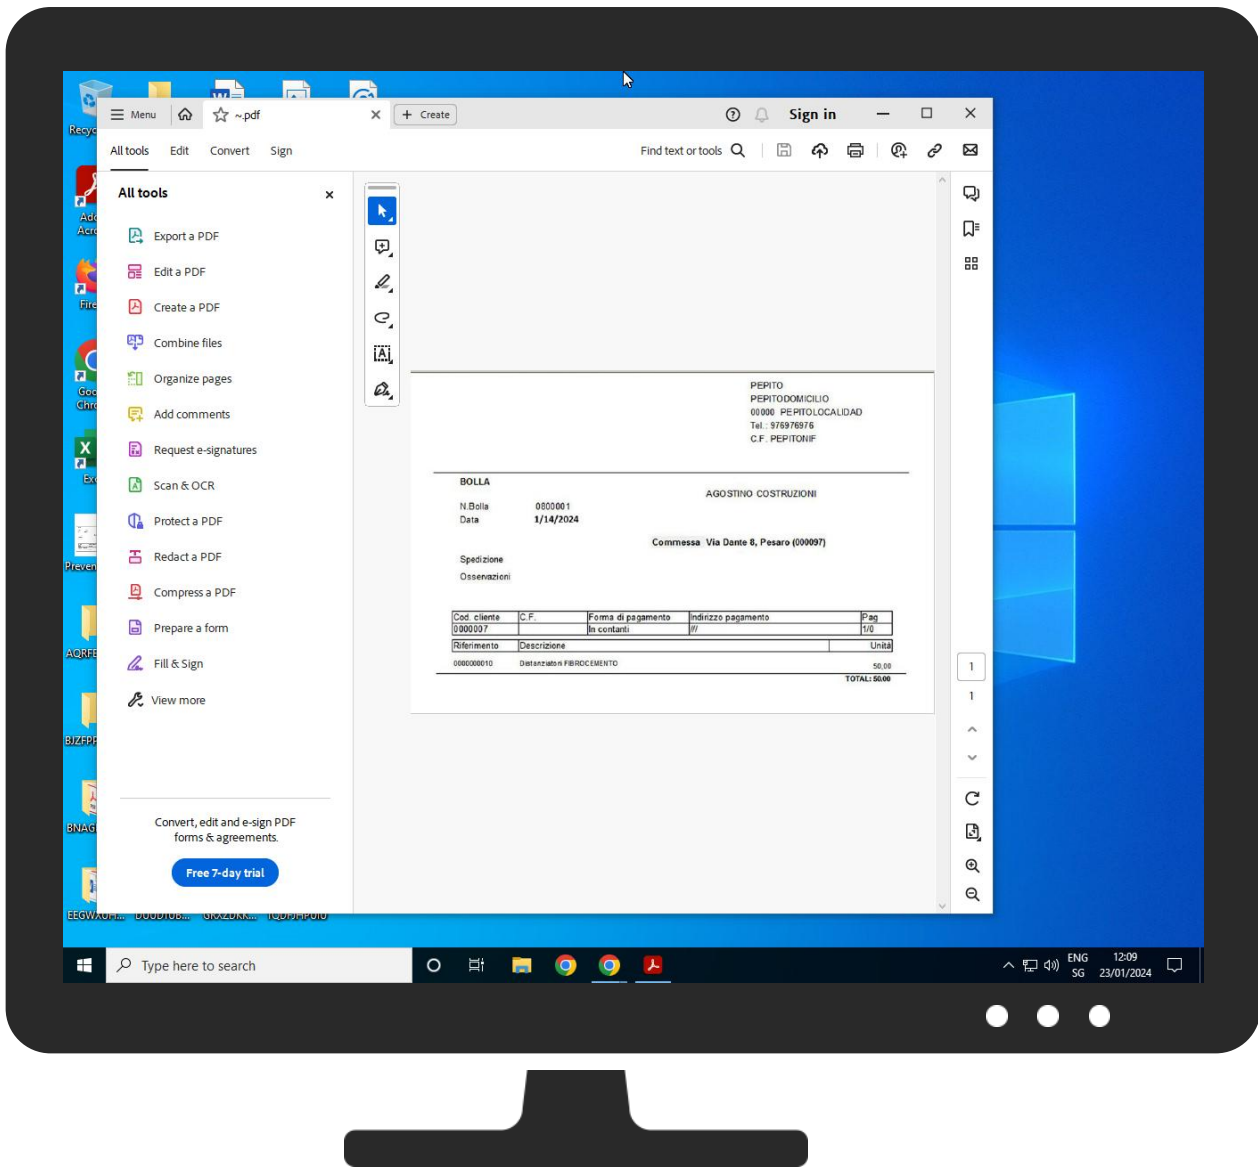 Menu
~.pdf
Create
Sign in
All tools
Edit
Convert
Sign
Find text or tools
All tools
Export a PDF
Edit a PDF
Create a PDF
Combine files
Organize pages
Add comments
Request e-signatures
Scan & OCR
Protect a PDF
Redact a PDF
Compress a PDF
Prepare a form
Fill & Sign
View more
Convert, edit and e-sign PDF
forms & agreements.
Free 7-day trial
PEPITO
PEPITODOMICILIO
00000 PEPITOLOCALIDAD
Tel.: 976976976
C.F. PEPITONIF
BOLLA
AGOSTINO COSTRUZIONI
N.Bolla 0800001
Data 1/14/2024
Commessa Via Dante 8, Pesaro (000097)
Spedizione
Osservazioni
Cod. cliente C.F. Forma di pagamento Indirizzo pagamento Pag
0000007 In contanti /// 1/0
Riferimento Descrizione Unità
0000000010 Distanziatori FIBROCEMENTO 50,00
TOTAL: 50.00
1
1
Type here to search
ENG 12:09
SG 23/01/2024